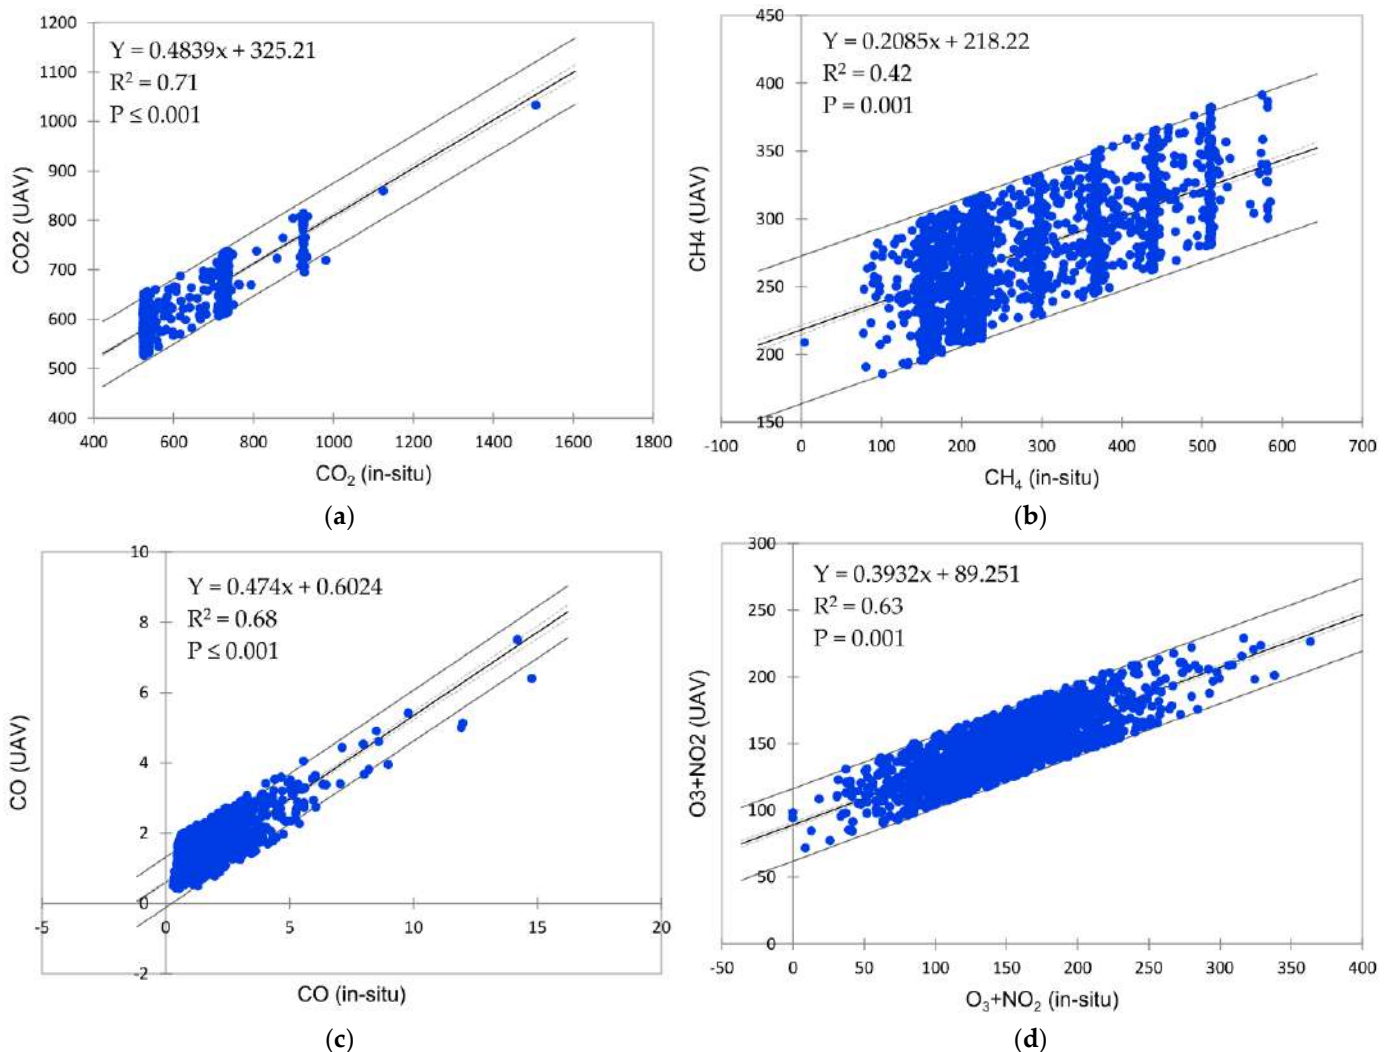 Y = 0.4839x + 325.21
R² = 0.71
P ≤ 0.001
1200
1100
1000
900
800
700
600
500
400
CO2 (UAV)
400 600 800 1000 1200 1400 1600 1800
CO₂ (in-situ)
(a)
Y = 0.2085x + 218.22
R² = 0.42
P = 0.001
450
400
350
300
250
200
150
CH4 (UAV)
-100 0 100 200 300 400 500 600 700
CH₄ (in-situ)
(b)
Y = 0.474x + 0.6024
R² = 0.68
P ≤ 0.001
10
8
6
4
2
0
-2
CO (UAV)
-5 0 5 10 15 20
CO (in-situ)
(c)
Y = 0.3932x + 89.251
R² = 0.63
P = 0.001
300
250
200
150
100
50
0
O3+NO2 (UAV)
-50 0 50 100 150 200 250 300 350 400
O₃+NO₂ (in-situ)
(d)